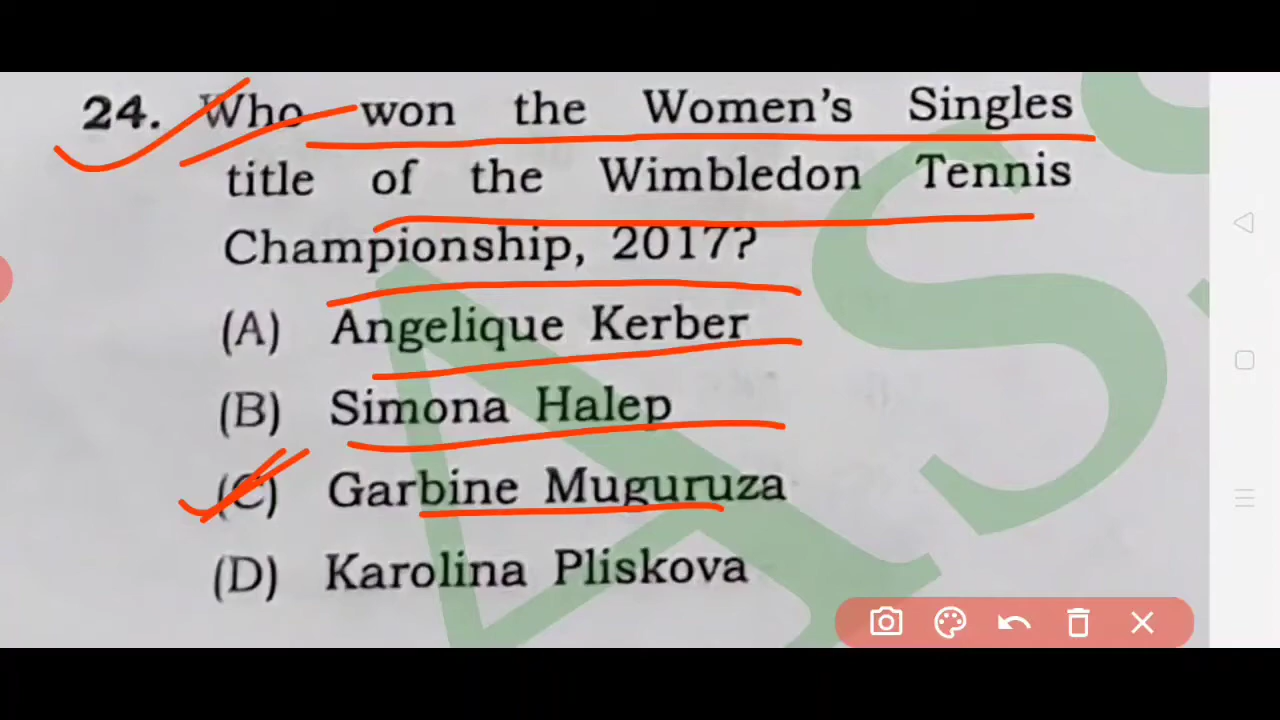 24. Who won the Women's Singles
title of the Wimbledon Tennis
Championship, 2017?
(A) Angelique Kerber
(B) Simona Halep
(C) Garbine Muguruza
(D) Karolina Pliskova